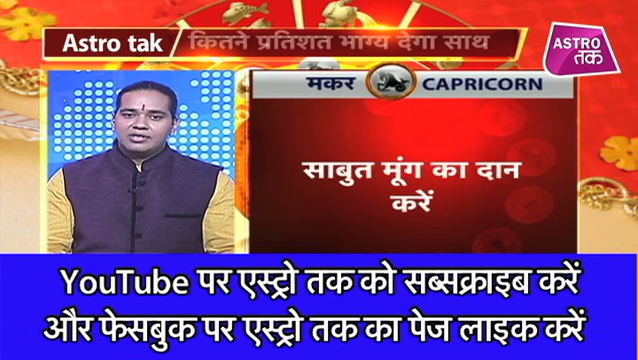 Astro tak कितने प्रतिशत भाग्य देगा साथ
ASTRO
तक
मकर CAPRICORN
साबुत मूंग का दान
करें
YouTube पर एस्ट्रो तक को सब्सक्राइब करें
और फेसबुक पर एस्ट्रो तक का पेज लाइक करें